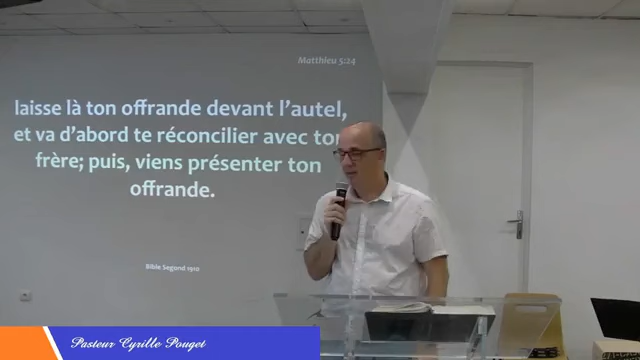 Matthieu 5:24
laisse là ton offrande devant l'autel,
et va d'abord te réconcilier avec ton
frère; puis, viens présenter ton
offrande.
Bible Segond 1910
Pasteur Cyrille Pouget